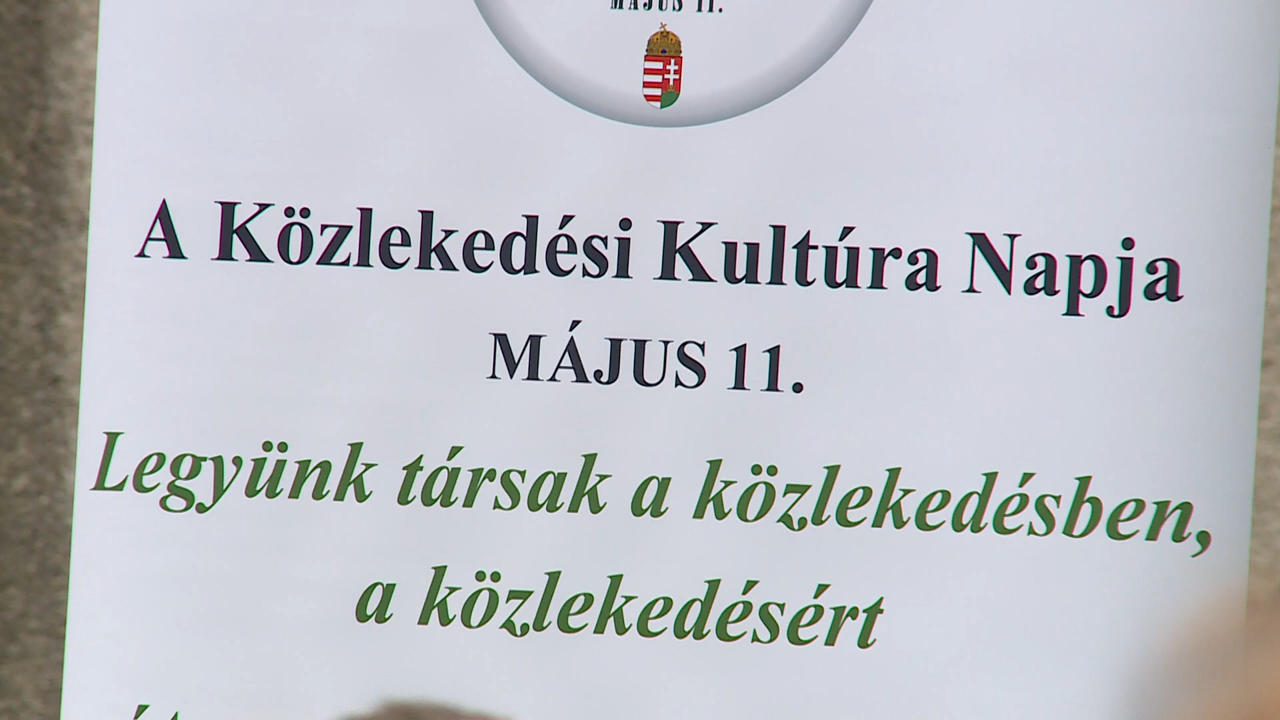 MÁJUS 11.
A Közlekedési Kultúra Napja
MÁJUS 11.
Legyünk társak a közlekedésben,
a közlekedésért